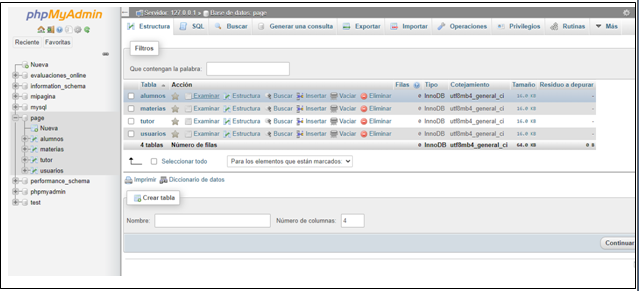 phpMyAdmin
Reciente Favoritas
Nueva
evaluaciones_online
information_schema
mipagina
mysql
page
Nueva
alumnos
materias
tutor
usuarios
performance_schema
phpmyadmin
test
Servidor: 127.0.0.1 » Base de datos: page
Estructura SQL Buscar Generar una consulta Exportar Importar Operaciones Privilegios Rutinas Más
Filtros
Que contengan la palabra:
Tabla Acción Filas Tipo Cotejamiento Tamaño Residuo a depurar
alumnos Examinar Estructura Buscar Insertar Vaciar Eliminar 0 InnoDB utf8mb4_general_ci 16.0 KB -
materias Examinar Estructura Buscar Insertar Vaciar Eliminar 0 InnoDB utf8mb4_general_ci 16.0 KB -
tutor Examinar Estructura Buscar Insertar Vaciar Eliminar 0 InnoDB utf8mb4_general_ci 16.0 KB -
usuarios Examinar Estructura Buscar Insertar Vaciar Eliminar 0 InnoDB utf8mb4_general_ci 16.0 KB -
4 tablas Número de filas 0 InnoDB utf8mb4_general_ci 64.0 KB 0 B
Seleccionar todo Para los elementos que están marcados:
Imprimir Diccionario de datos
Crear tabla
Nombre: Número de columnas: 4
Continuar